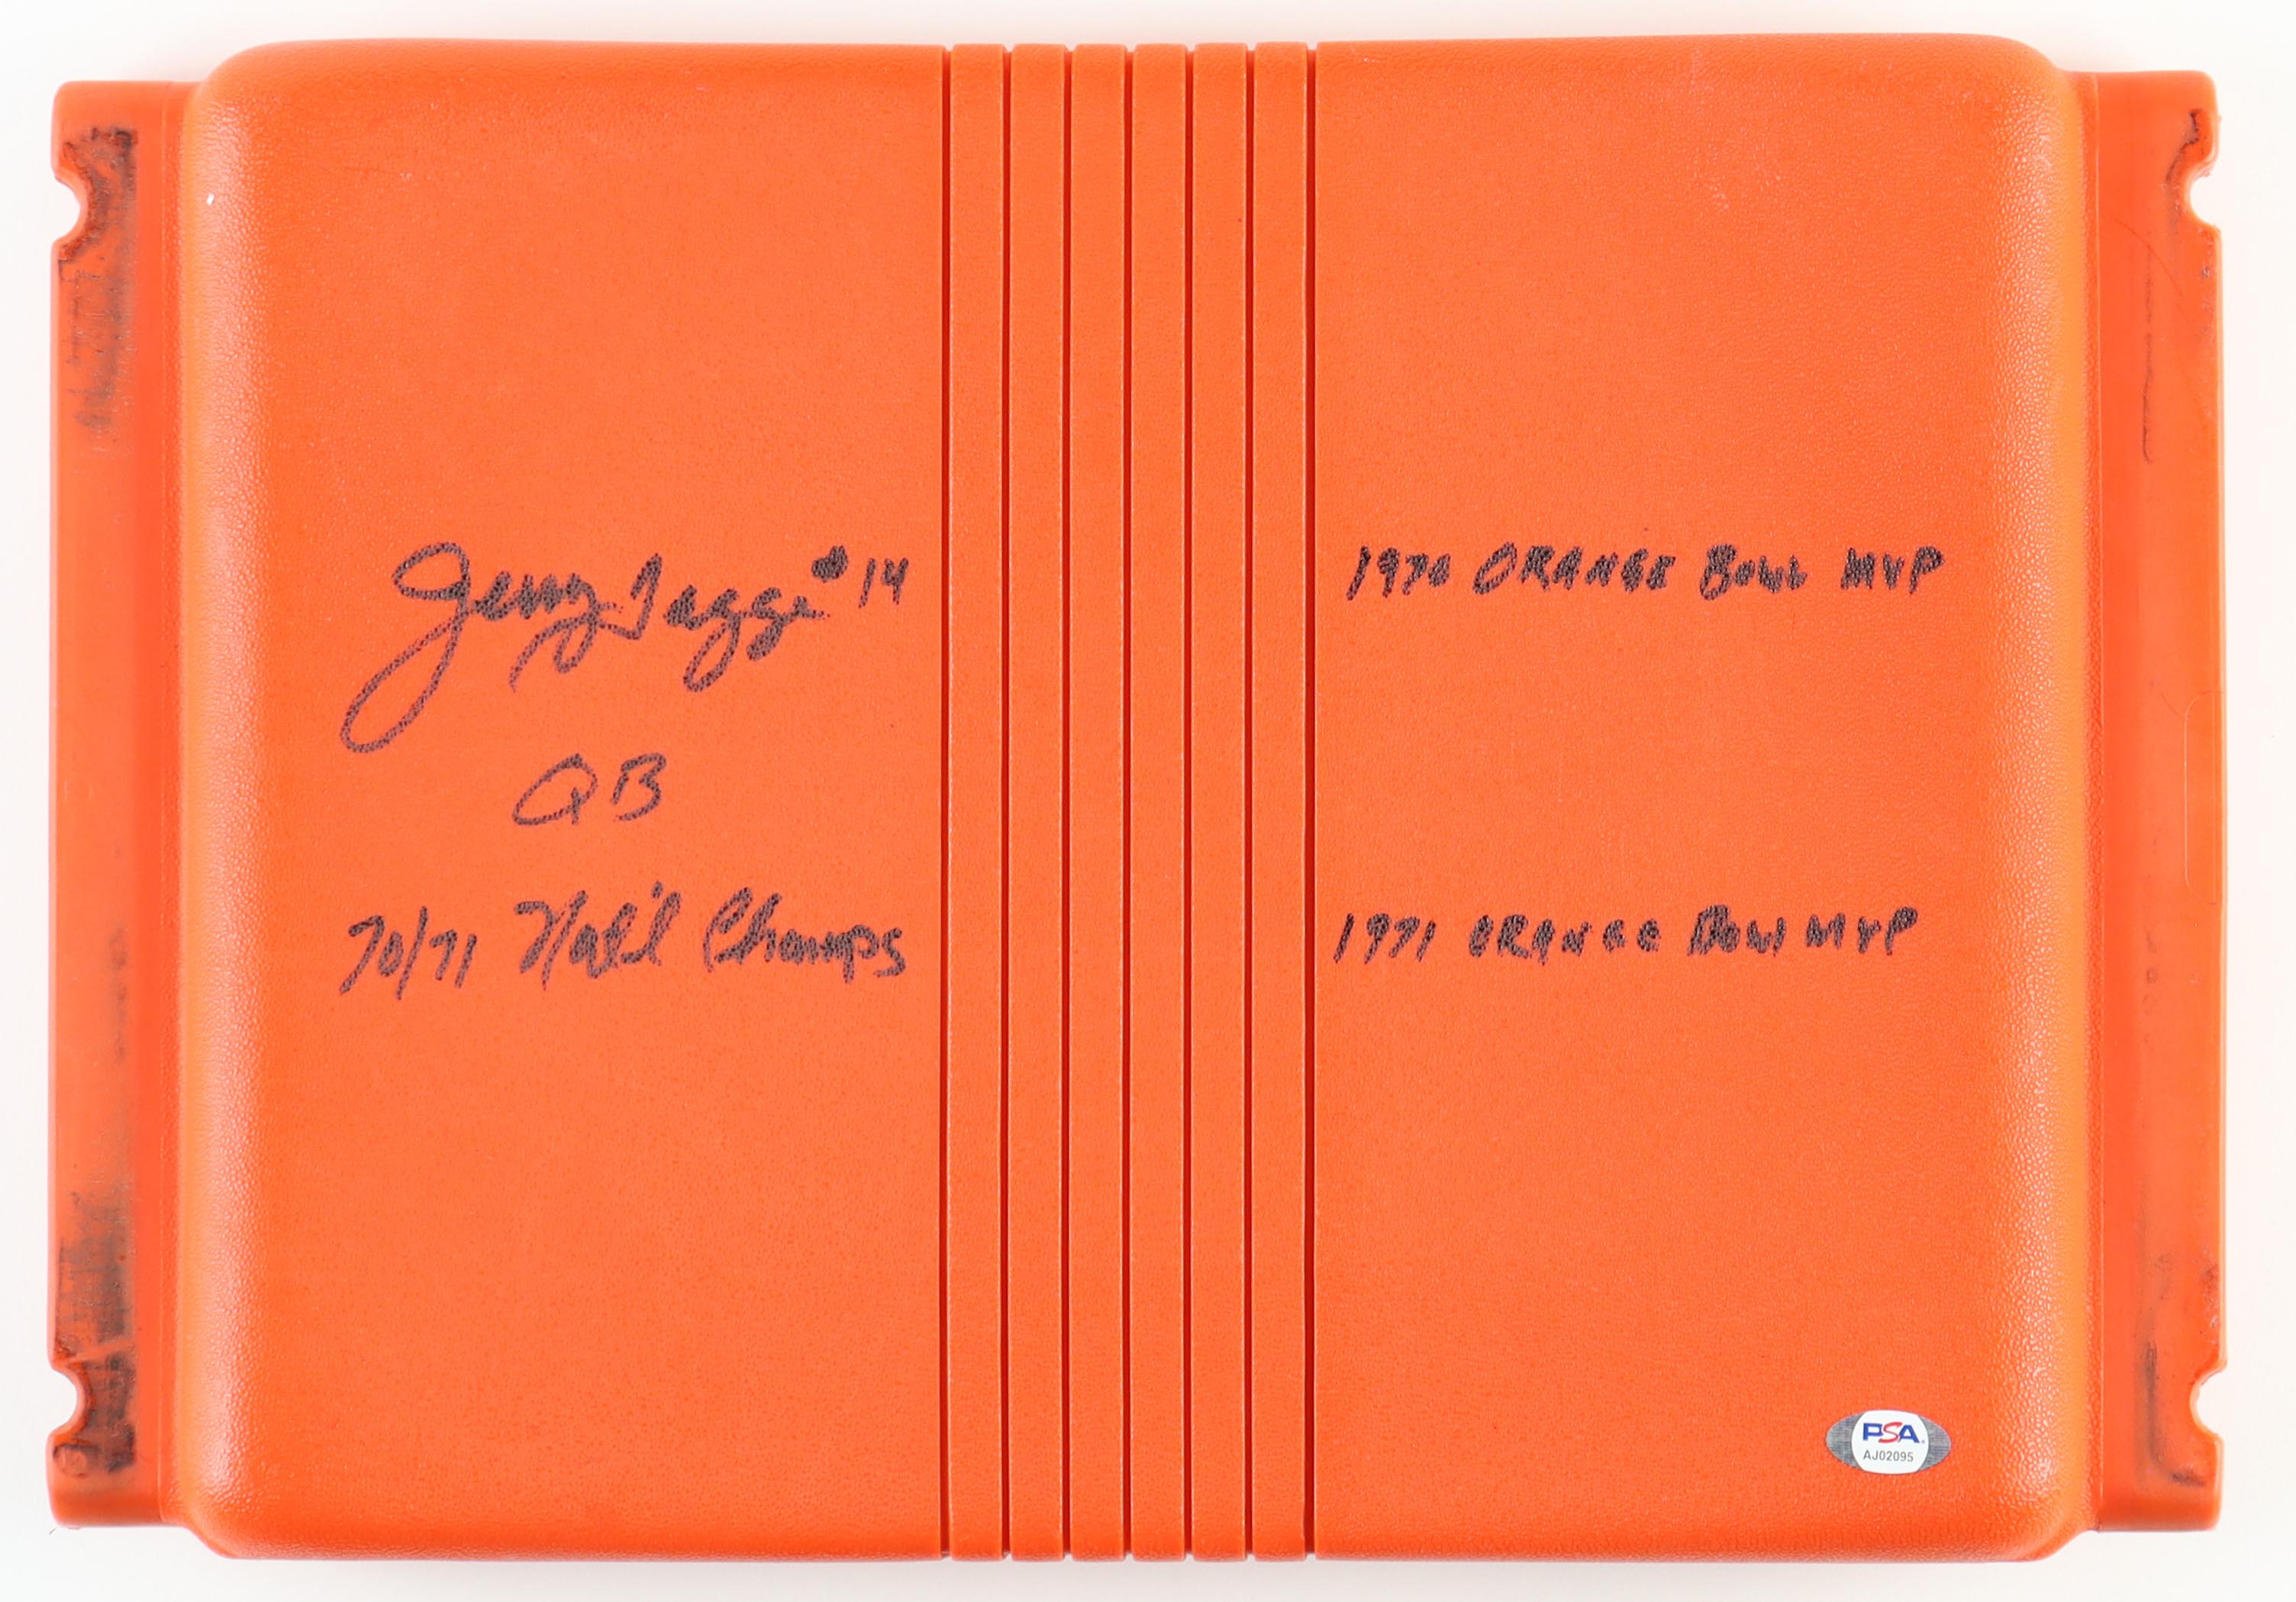 Jerry Tagge #14
QB
70/71 Nat'l Champs
1970 ORANGE BOWL MVP
1971 ORANGE BOWL MVP
PSA
AJ02095